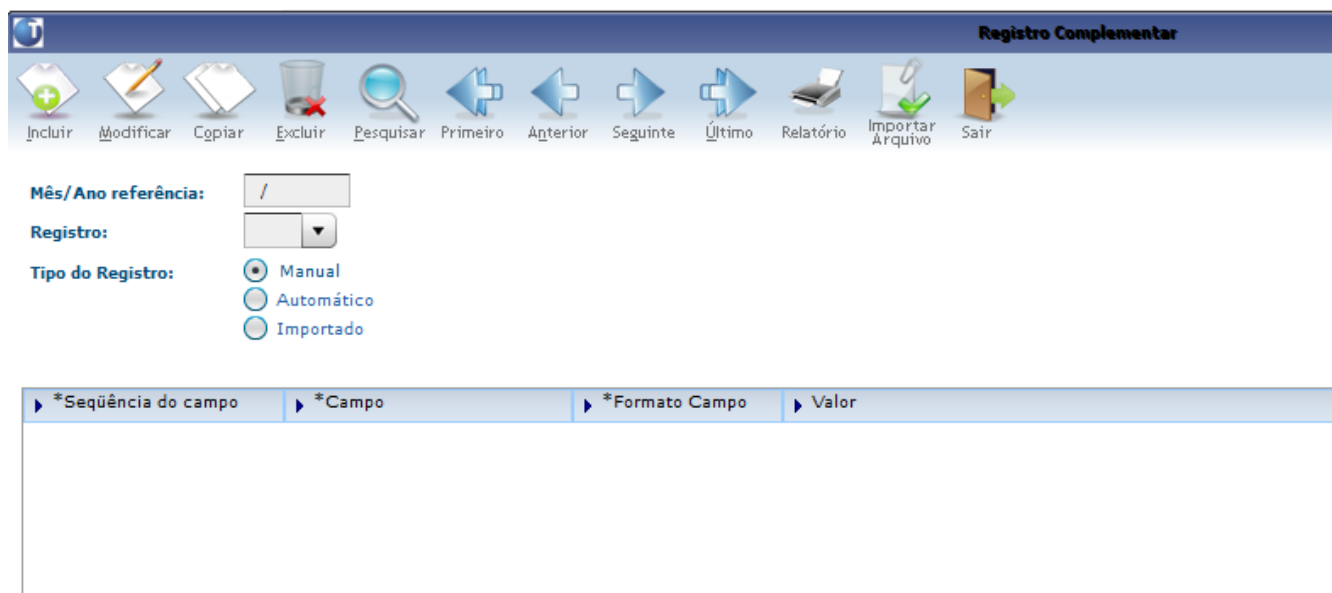 T
Registro Complementar
Incluir Modificar Copiar Excluir Pesquisar Primeiro Anterior Seguinte Último Relatório Importar Arquivo Sair
Mês/Ano referência: /
Registro:
Tipo do Registro: Manual
Automático
Importado
*Seqüência do campo *Campo *Formato Campo Valor